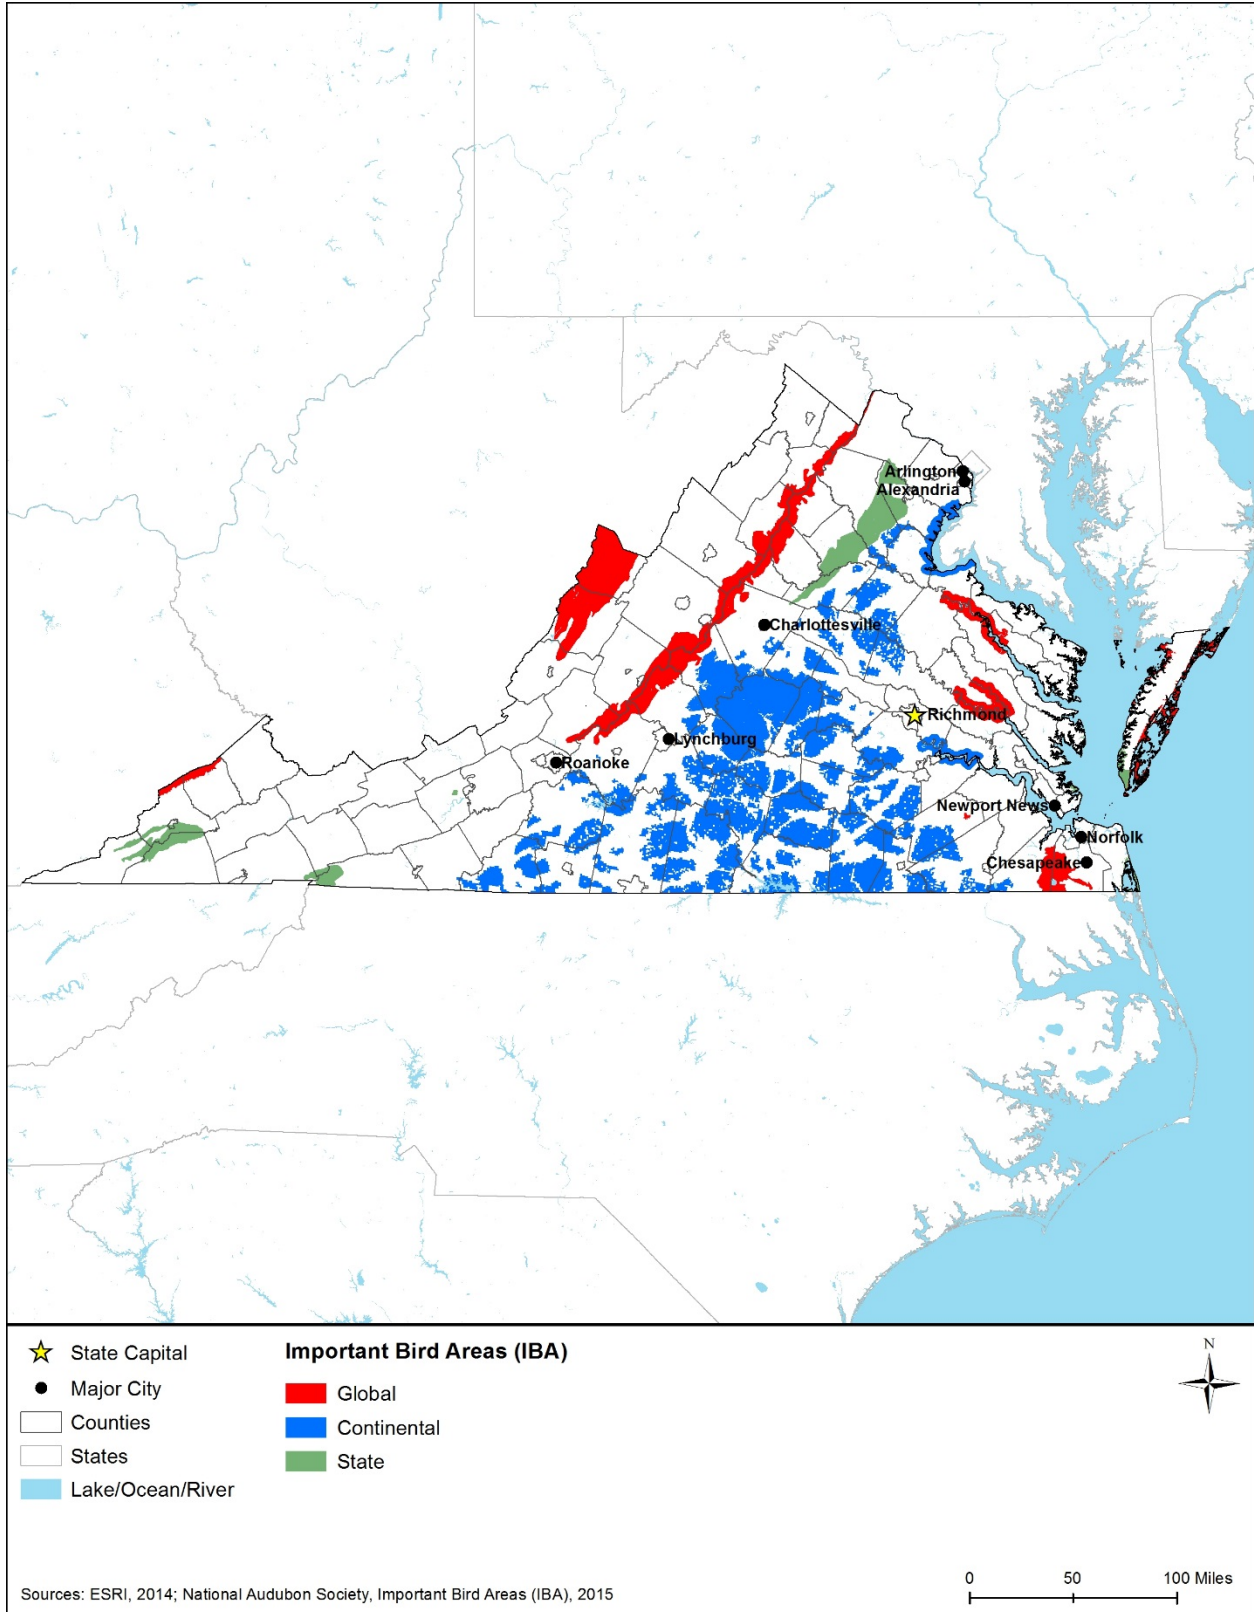 Arlington
Alexandria
Charlottesville
Richmond
Lynchburg
Roanoke
Newport News
Norfolk
Chesapeake
State Capital
Major City
Counties
States
Lake/Ocean/River
Important Bird Areas (IBA)
Global
Continental
State
N
Sources: ESRI, 2014; National Audubon Society, Important Bird Areas (IBA), 2015
0 50 100 Miles